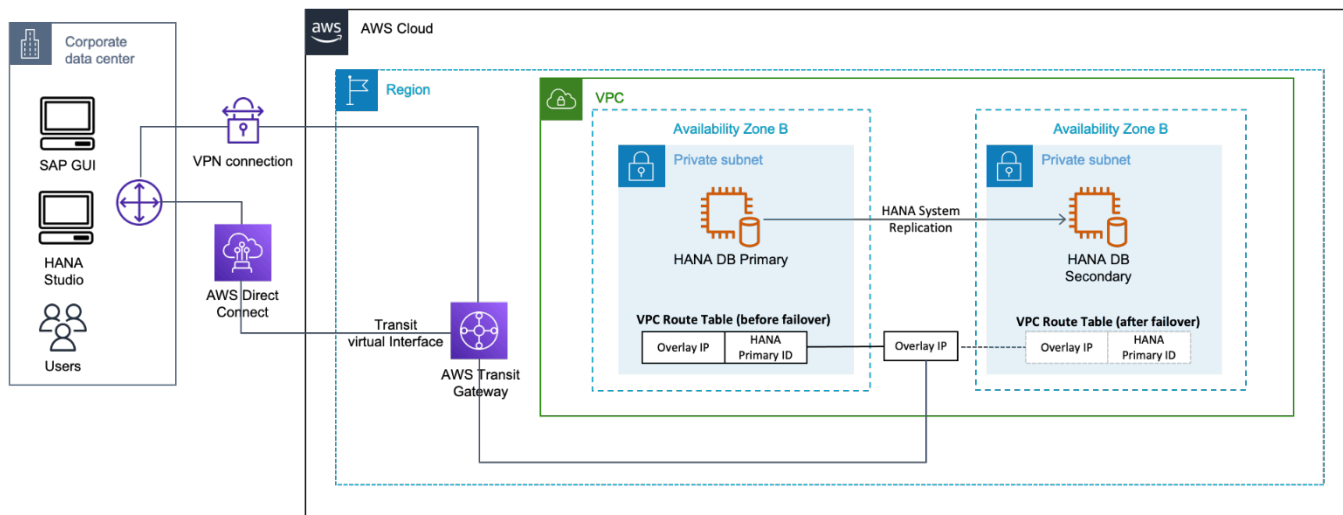 Corporate
data center
SAP GUI
HANA
Studio
Users
VPN connection
AWS Direct
Connect
Transit
virtual Interface
aws
AWS Cloud
Region
AWS Transit
Gateway
VPC
Availability Zone B
Private subnet
HANA DB Primary
HANA System
Replication
Availability Zone B
Private subnet
HANA DB
Secondary
VPC Route Table (before failover)
Overlay IP
HANA
Primary ID
Overlay IP
VPC Route Table (after failover)
Overlay IP
HANA
Primary ID